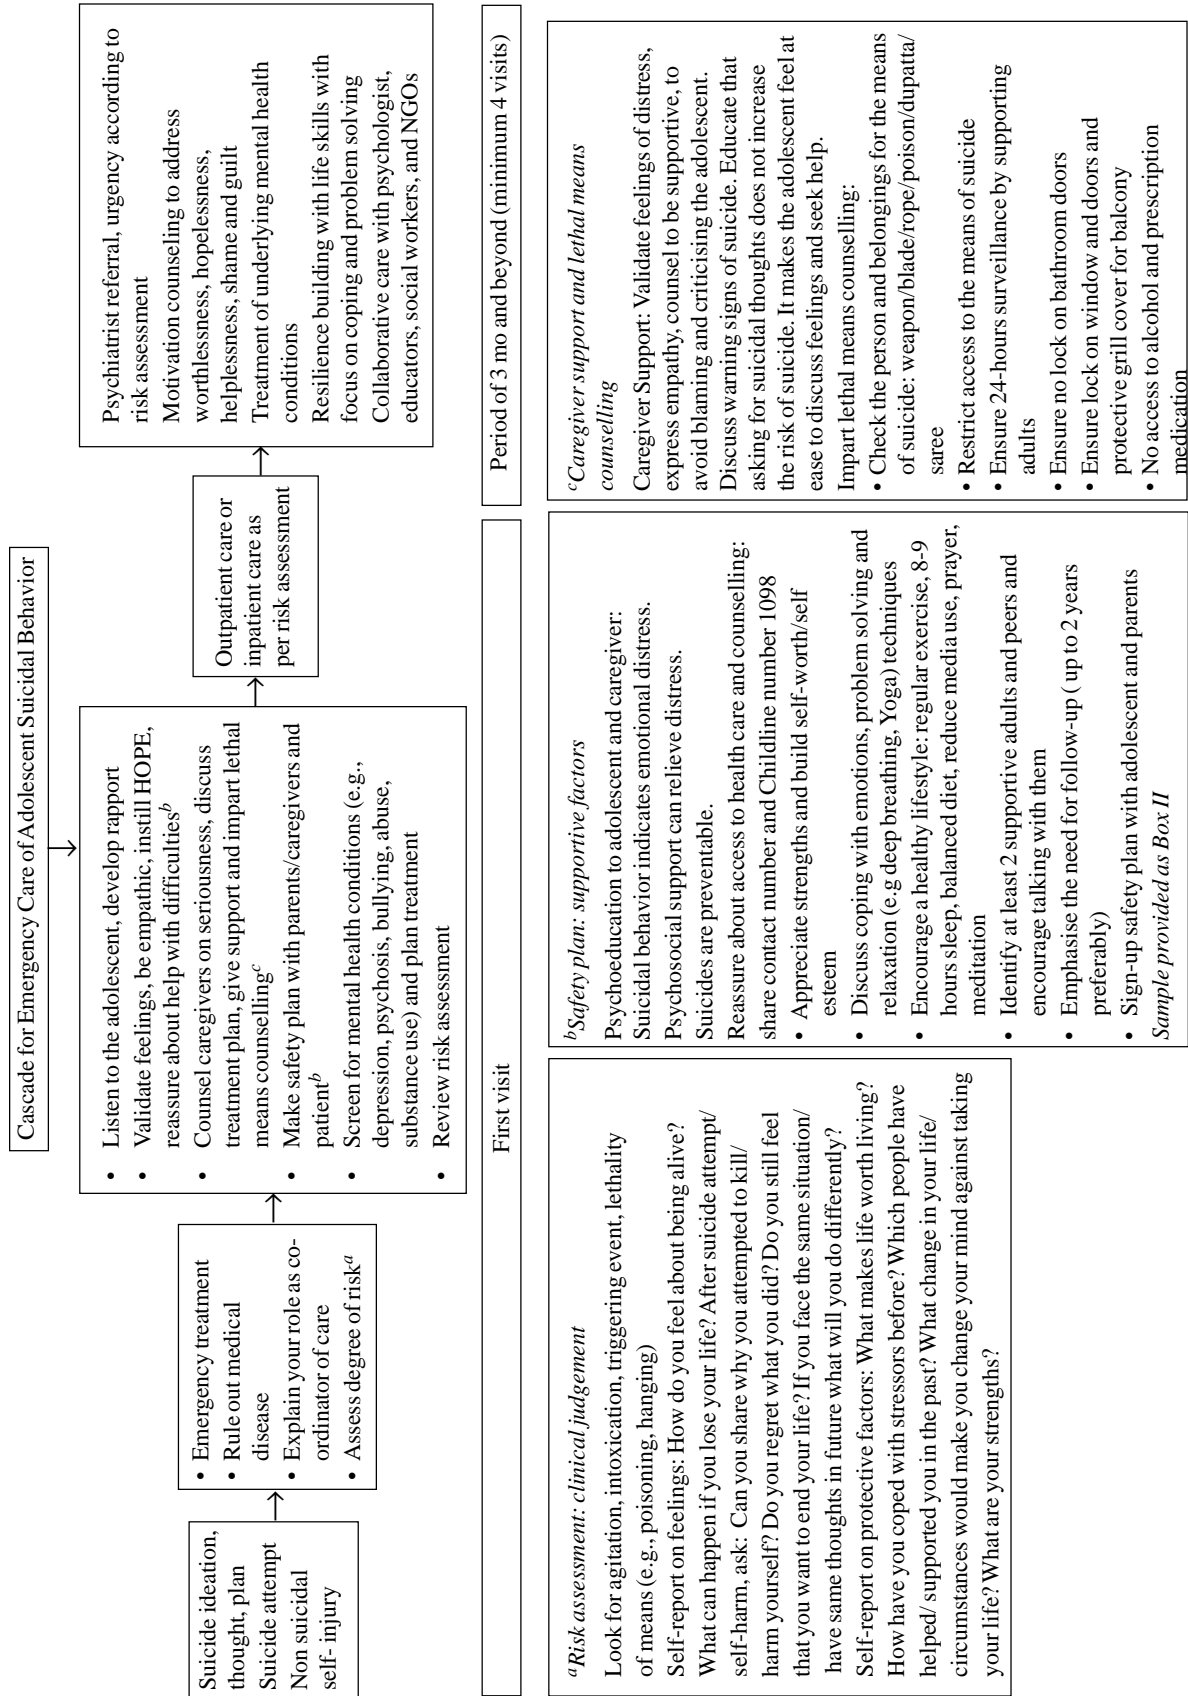 Cascade for Emergency Care of Adolescent Suicidal Behavior
Suicide ideation,
thought, plan
Suicide attempt
Non suicidal
self- injury
• Emergency treatment
• Rule out medical
disease
• Explain your role as co-
ordinator of care
• Assess degree of risk^a
• Listen to the adolescent, develop rapport
• Validate feelings, be empathic, instill HOPE,
reassure about help with difficulties^b
• Counsel caregivers on seriousness, discuss
treatment plan, give support and impart lethal
means counselling^c
• Make safety plan with parents/caregivers and
patient^b
• Screen for mental health conditions (e.g.,
depression, psychosis, bullying, abuse,
substance use) and plan treatment
• Review risk assessment
Outpatient care or
inpatient care as
per risk assessment
Psychiatrist referral, urgency according to
risk assessment
Motivation counseling to address
worthlessness, hopelessness,
helplessness, shame and guilt
Treatment of underlying mental health
conditions
Resilience building with life skills with
focus on coping and problem solving
Collaborative care with psychologist,
educators, social workers, and NGOs
First visit
Period of 3 mo and beyond (minimum 4 visits)
^aRisk assessment: clinical judgement
Look for agitation, intoxication, triggering event, lethality
of means (e.g., poisoning, hanging)
Self-report on feelings: How do you feel about being alive?
What can happen if you lose your life? After suicide attempt/
self-harm, ask: Can you share why you attempted to kill/
harm yourself? Do you regret what you did? Do you still feel
that you want to end your life? If you face the same situation/
have same thoughts in future what will you do differently?
Self-report on protective factors: What makes life worth living?
How have you coped with stressors before? Which people have
helped/ supported you in the past? What change in your life/
circumstances would make you change your mind against taking
your life? What are your strengths?
^bSafety plan: supportive factors
Psychoeducation to adolescent and caregiver:
Suicidal behavior indicates emotional distress.
Psychosocial support can relieve distress.
Suicides are preventable.
Reassure about access to health care and counselling:
share contact number and Childline number 1098
• Appreciate strengths and build self-worth/self
esteem
• Discuss coping with emotions, problem solving and
relaxation (e.g deep breathing, Yoga) techniques
• Encourage a healthy lifestyle: regular exercise, 8-9
hours sleep, balanced diet, reduce media use, prayer,
meditation
• Identify at least 2 supportive adults and peers and
encourage talking with them
• Emphasise the need for follow-up ( up to 2 years
preferably)
• Sign-up safety plan with adolescent and parents
Sample provided as Box II
^cCaregiver support and lethal means
counselling
Caregiver Support: Validate feelings of distress,
express empathy, counsel to be supportive, to
avoid blaming and criticising the adolescent.
Discuss warning signs of suicide. Educate that
asking for suicidal thoughts does not increase
the risk of suicide. It makes the adolescent feel at
ease to discuss feelings and seek help.
Impart lethal means counselling:
• Check the person and belongings for the means
of suicide: weapon/blade/rope/poison/dupatta/
saree
• Restrict access to the means of suicide
• Ensure 24-hours surveillance by supporting
adults
• Ensure no lock on bathroom doors
• Ensure lock on window and doors and
protective grill cover for balcony
• No access to alcohol and prescription
medication